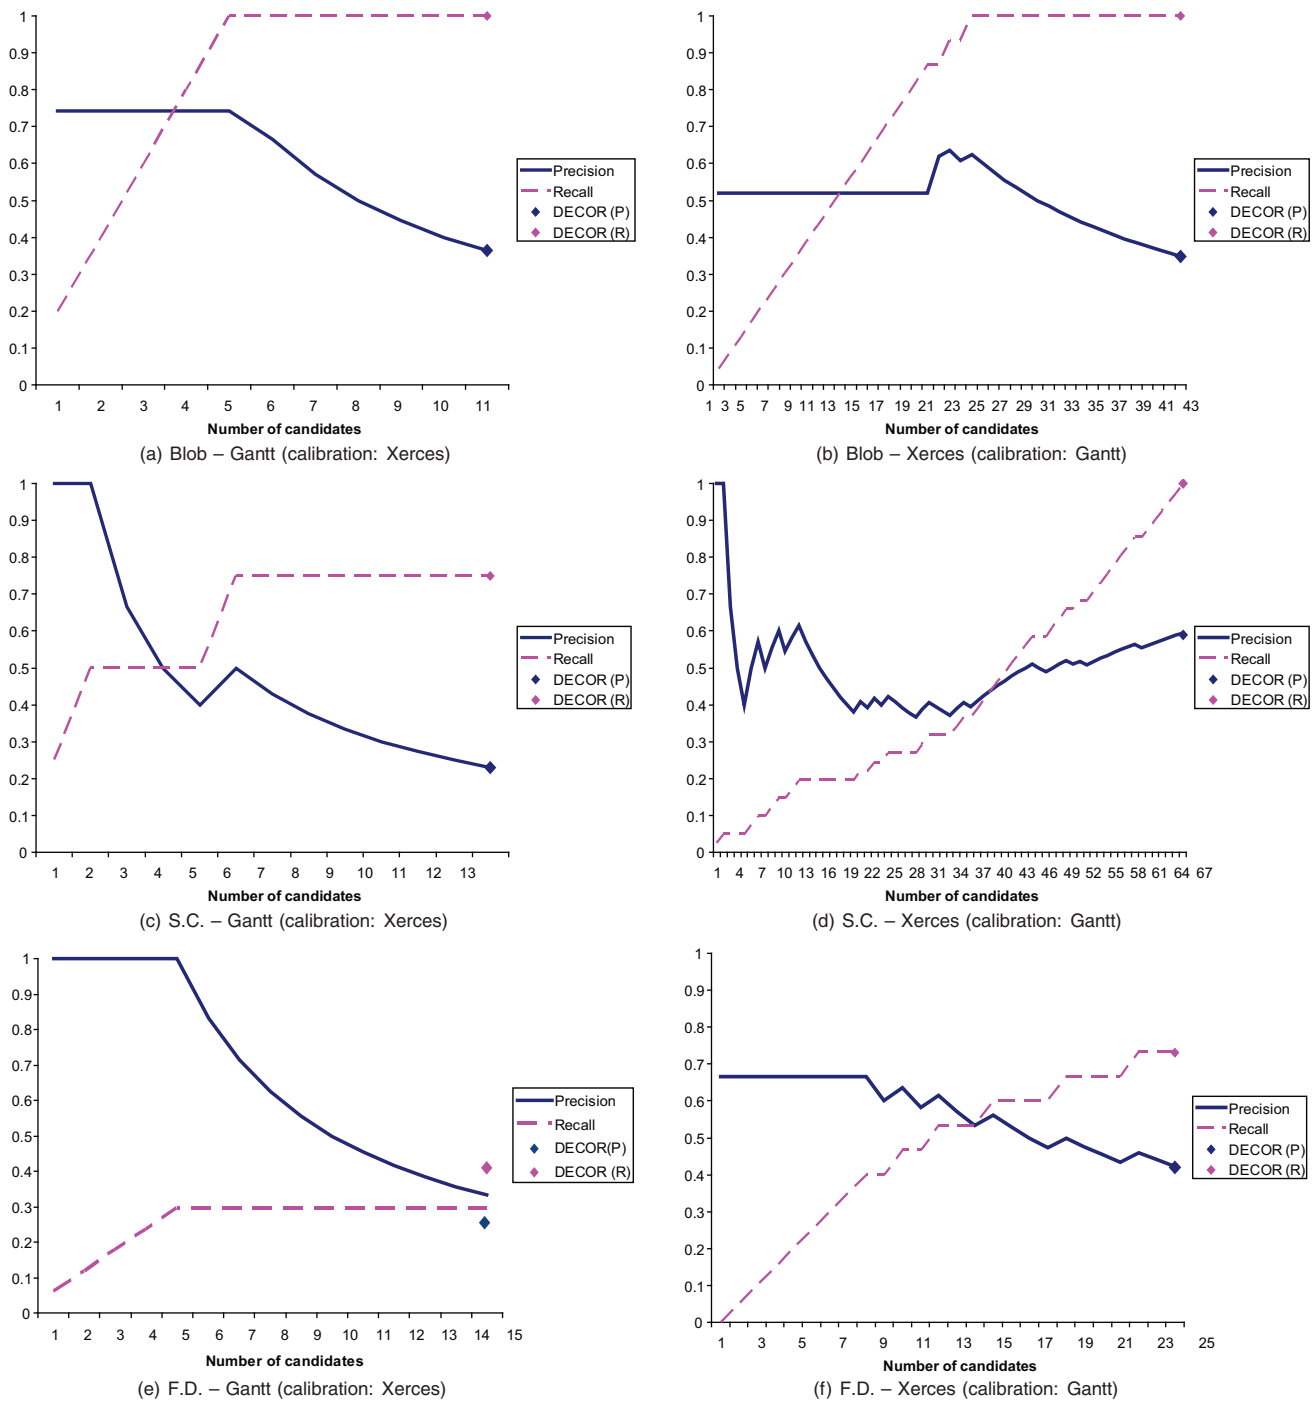 1
0.9
0.8
0.7
0.6
0.5
0.4
0.3
0.2
0.1
0
1 2 3 4 5 6 7 8 9 10 11
Number of candidates
Precision
Recall
DECOR (P)
DECOR (R)
(a) Blob – Gantt (calibration: Xerces)
1
0.9
0.8
0.7
0.6
0.5
0.4
0.3
0.2
0.1
0
1 3 5 7 9 11 13 15 17 19 21 23 25 27 29 31 33 35 37 39 41 43
Number of candidates
Precision
Recall
DECOR (P)
DECOR (R)
(b) Blob – Xerces (calibration: Gantt)
1
0.9
0.8
0.7
0.6
0.5
0.4
0.3
0.2
0.1
0
1 2 3 4 5 6 7 8 9 10 11 12 13
Number of candidates
Precision
Recall
DECOR (P)
DECOR (R)
(c) S.C. – Gantt (calibration: Xerces)
1
0.9
0.8
0.7
0.6
0.5
0.4
0.3
0.2
0.1
0
1 4 7 10 13 16 19 22 25 28 31 34 37 40 43 46 49 52 55 58 61 64 67
Number of candidates
Precision
Recall
DECOR (P)
DECOR (R)
(d) S.C. – Xerces (calibration: Gantt)
1
0.9
0.8
0.7
0.6
0.5
0.4
0.3
0.2
0.1
0
1 2 3 4 5 6 7 8 9 10 11 12 13 14 15
Number of candidates
Precision
Recall
DECOR(P)
DECOR (R)
(e) F.D. – Gantt (calibration: Xerces)
1
0.9
0.8
0.7
0.6
0.5
0.4
0.3
0.2
0.1
0
1 3 5 7 9 11 13 15 17 19 21 23 25
Number of candidates
Precision
Recall
DECOR (P)
DECOR (R)
(f) F.D. – Xerces (calibration: Gantt)